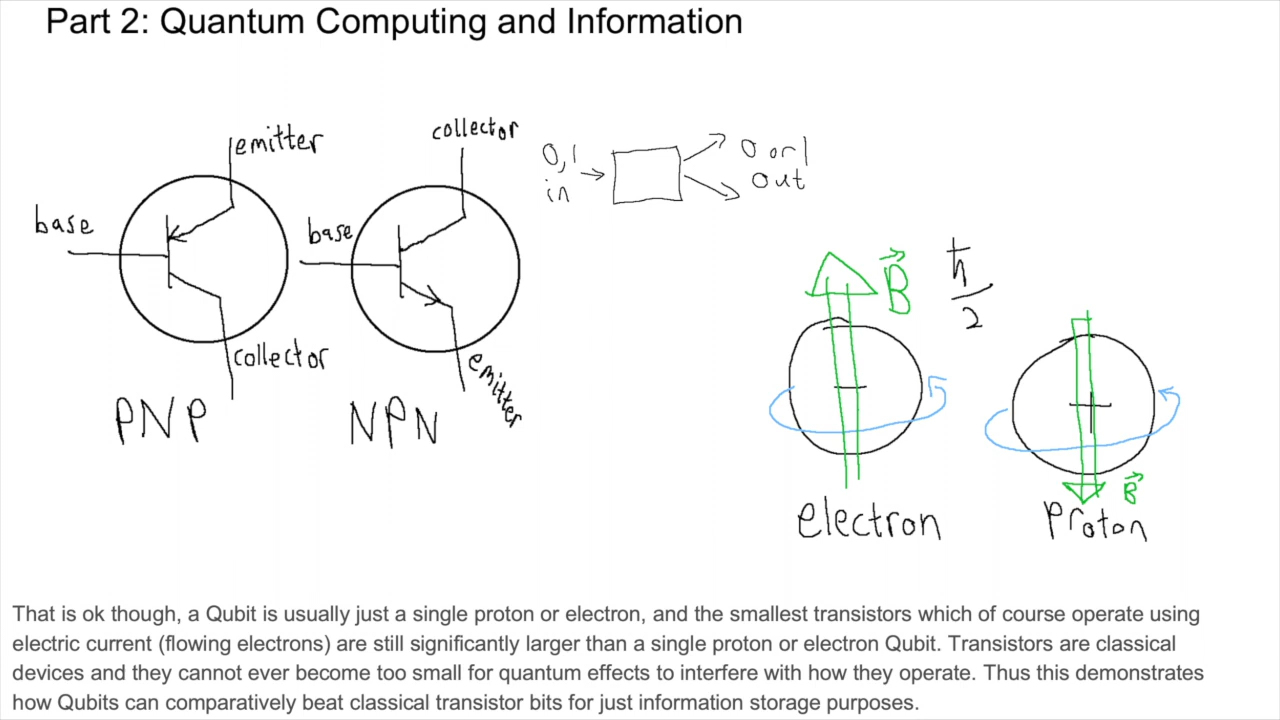 Part 2: Quantum Computing and Information
emitter
base
collector
PNP
collector
base
emitter
NPN
0,1
in
0 or 1
out
B
ħ
2
electron
B
proton
That is ok though, a Qubit is usually just a single proton or electron, and the smallest transistors which of course operate using
electric current (flowing electrons) are still significantly larger than a single proton or electron Qubit. Transistors are classical
devices and they cannot ever become too small for quantum effects to interfere with how they operate. Thus this demonstrates
how Qubits can comparatively beat classical transistor bits for just information storage purposes.